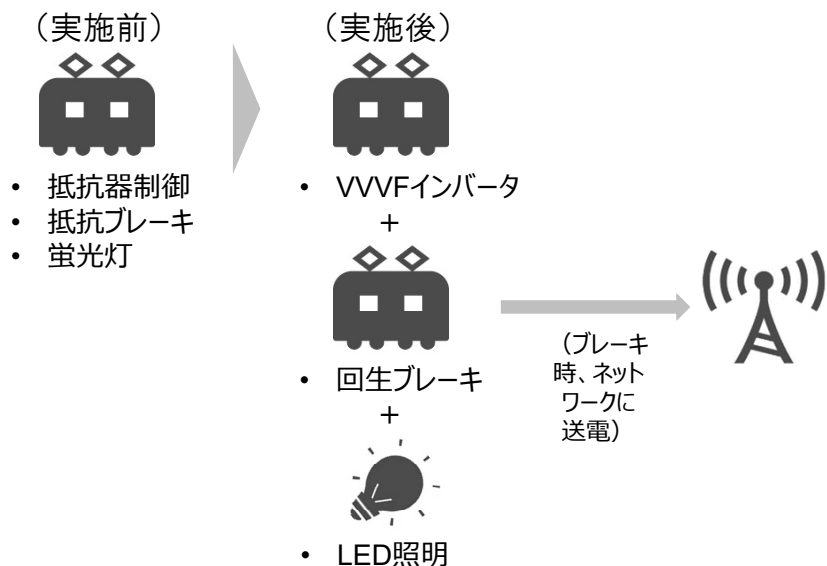 （実施前）
（実施後）
• 抵抗器制御
• 抵抗ブレーキ
• 蛍光灯
• VVVFインバータ
＋
• 回生ブレーキ
＋
• LED照明
（ブレーキ
時、ネット
ワークに
送電）